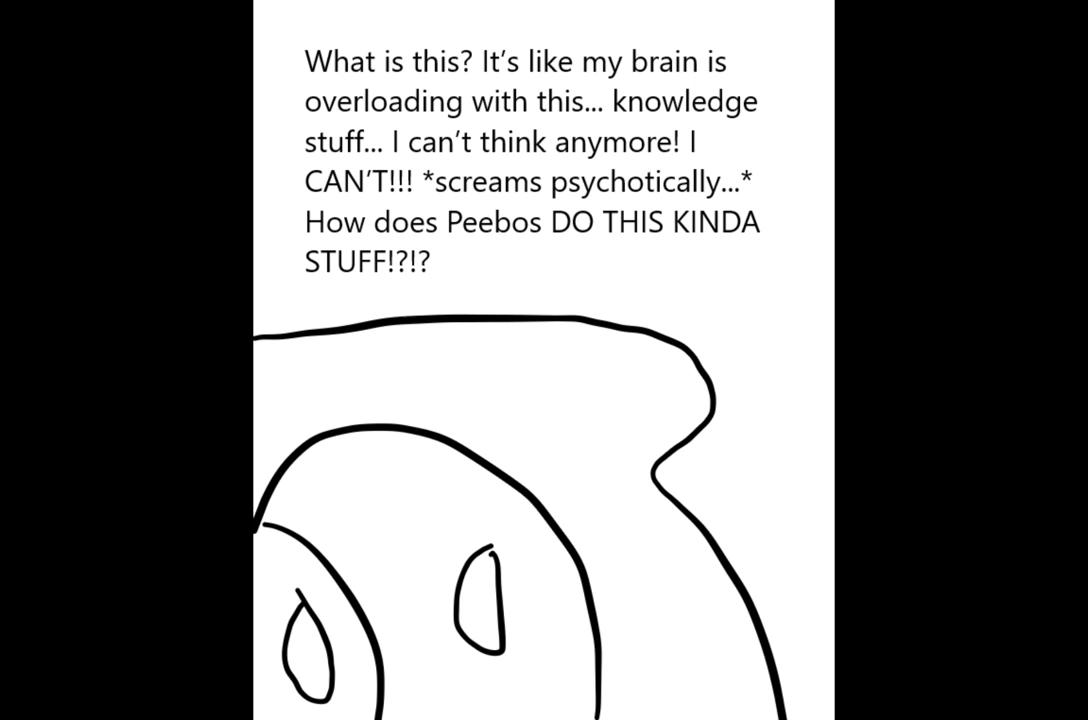 What is this? It’s like my brain is
overloading with this... knowledge
stuff... I can’t think anymore! I
CAN’T!!! *screams psychotically...*
How does Peebos DO THIS KINDA
STUFF!?!?